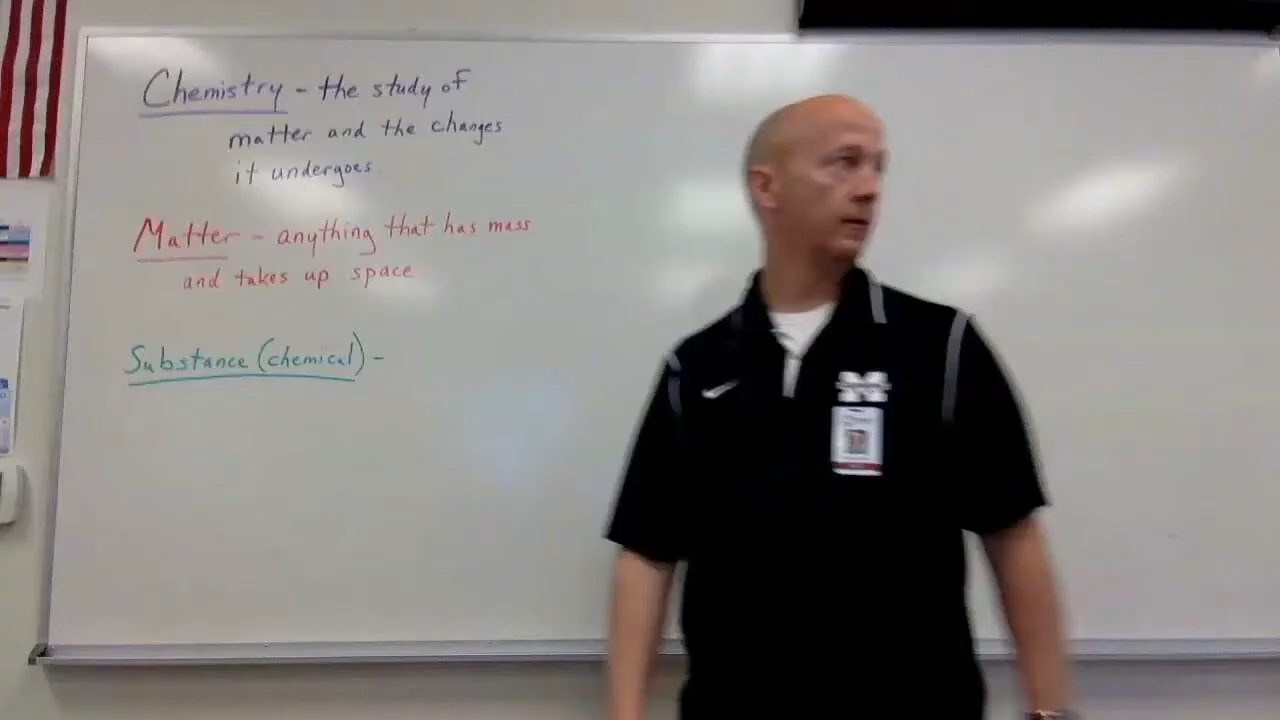 Chemistry - the study of
matter and the changes
it undergoes.
Matter - anything that has mass
and takes up space
Substance (chemical) -
M